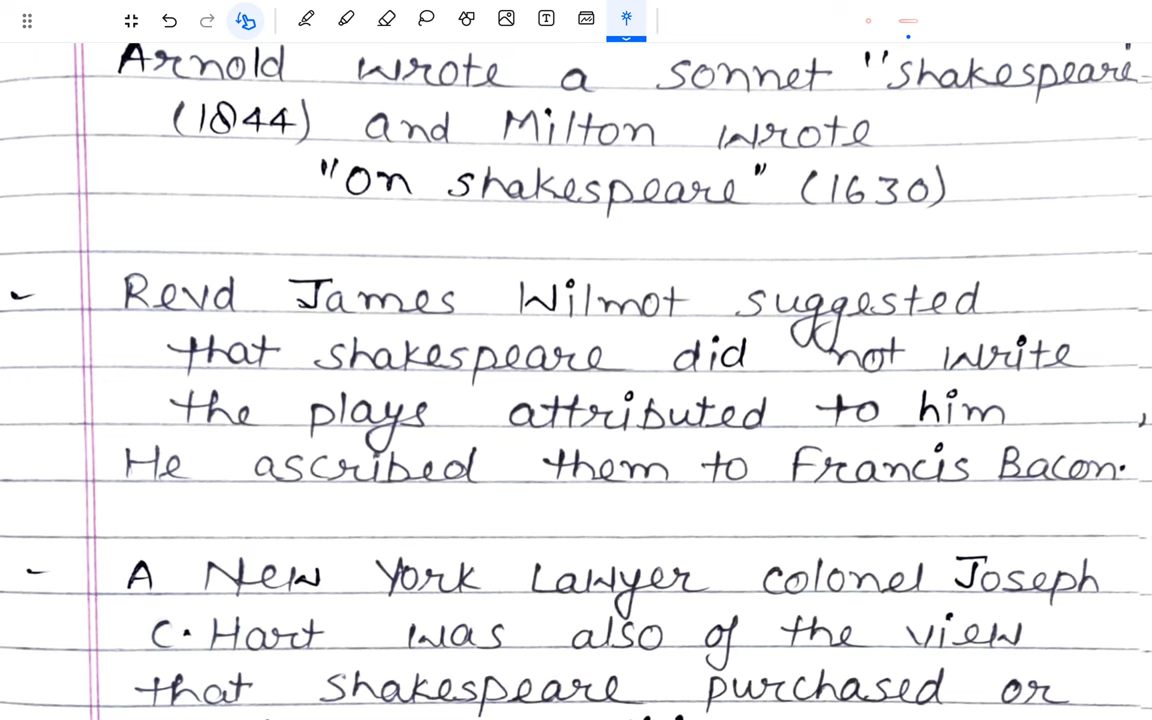 Arnold wrote a sonnet "Shakespeare"
(1844) and Milton wrote
"On Shakespeare" (1630)
Revd James Wilmot suggested
that shakespeare did not write
the plays attributed to him,
He ascribed them to Francis Bacon.
- A New York Lawyer colonel Joseph
C. Hart was also of the view
that shakespeare purchased or